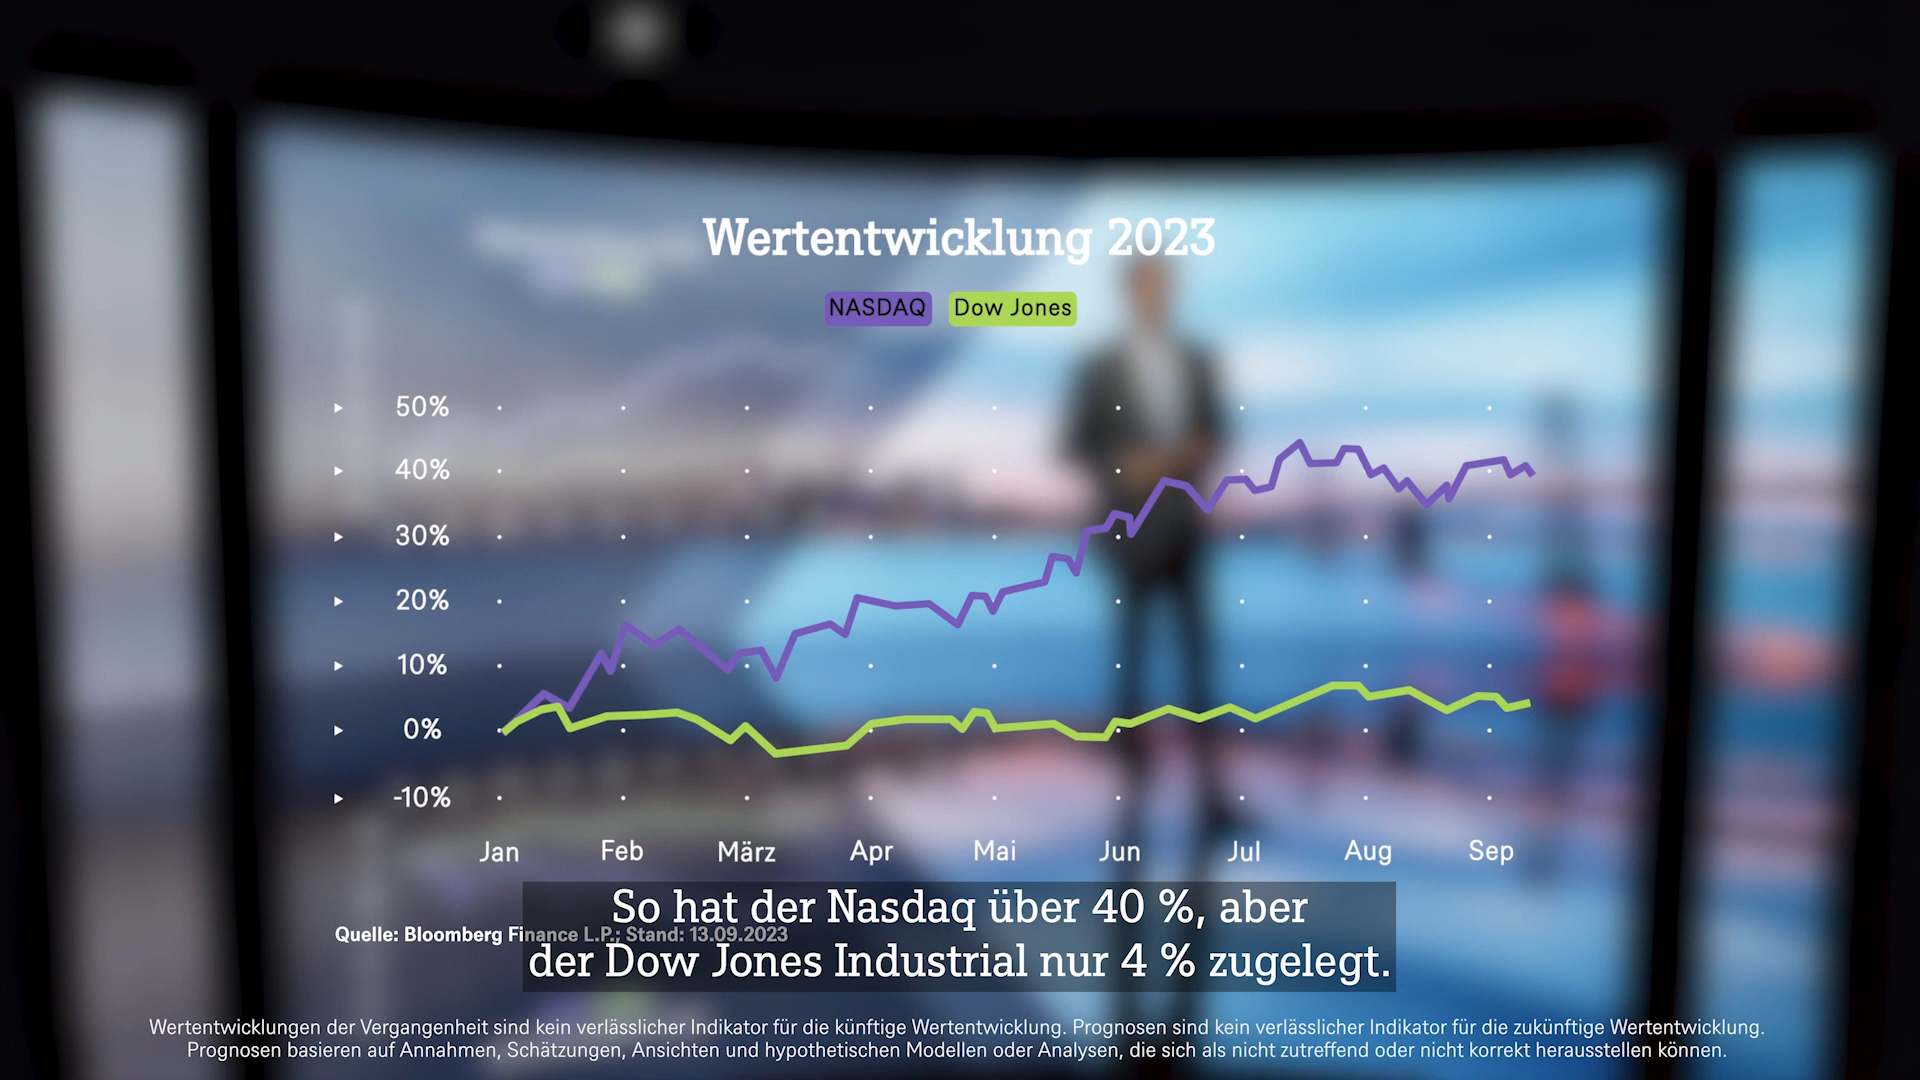 Wertentwicklung 2023
NASDAQ Dow Jones
50%
40%
30%
20%
10%
0%
-10%
Jan Feb März Apr Mai Jun Jul Aug Sep
So hat der Nasdaq über 40 %, aber
Quelle: Bloomberg Finance L.P.; Stand: 13.09.2023
der Dow Jones Industrial nur 4 % zugelegt.
Wertentwicklungen der Vergangenheit sind kein verlässlicher Indikator für die künftige Wertentwicklung. Prognosen sind kein verlässlicher Indikator für die zukünftige Wertentwicklung.
Prognosen basieren auf Annahmen, Schätzungen, Ansichten und hypothetischen Modellen oder Analysen, die sich als nicht zutreffend oder nicht korrekt herausstellen können.